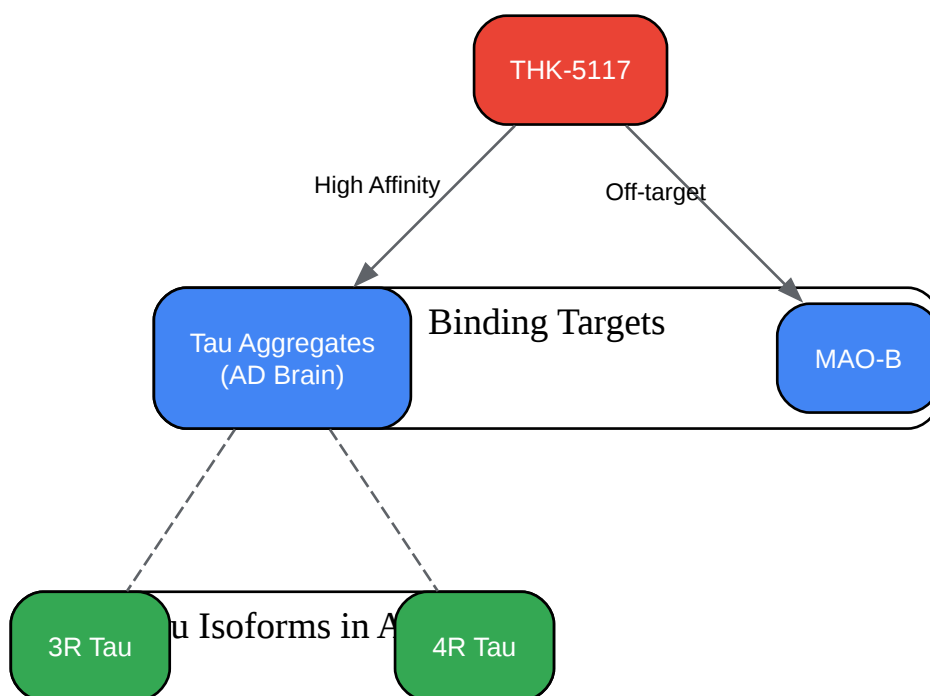 THK-5117
High Affinity
Off-target
Binding Targets
Tau Aggregates
(AD Brain)
MAO-B
Isoforms in
3R Tau
4R Tau